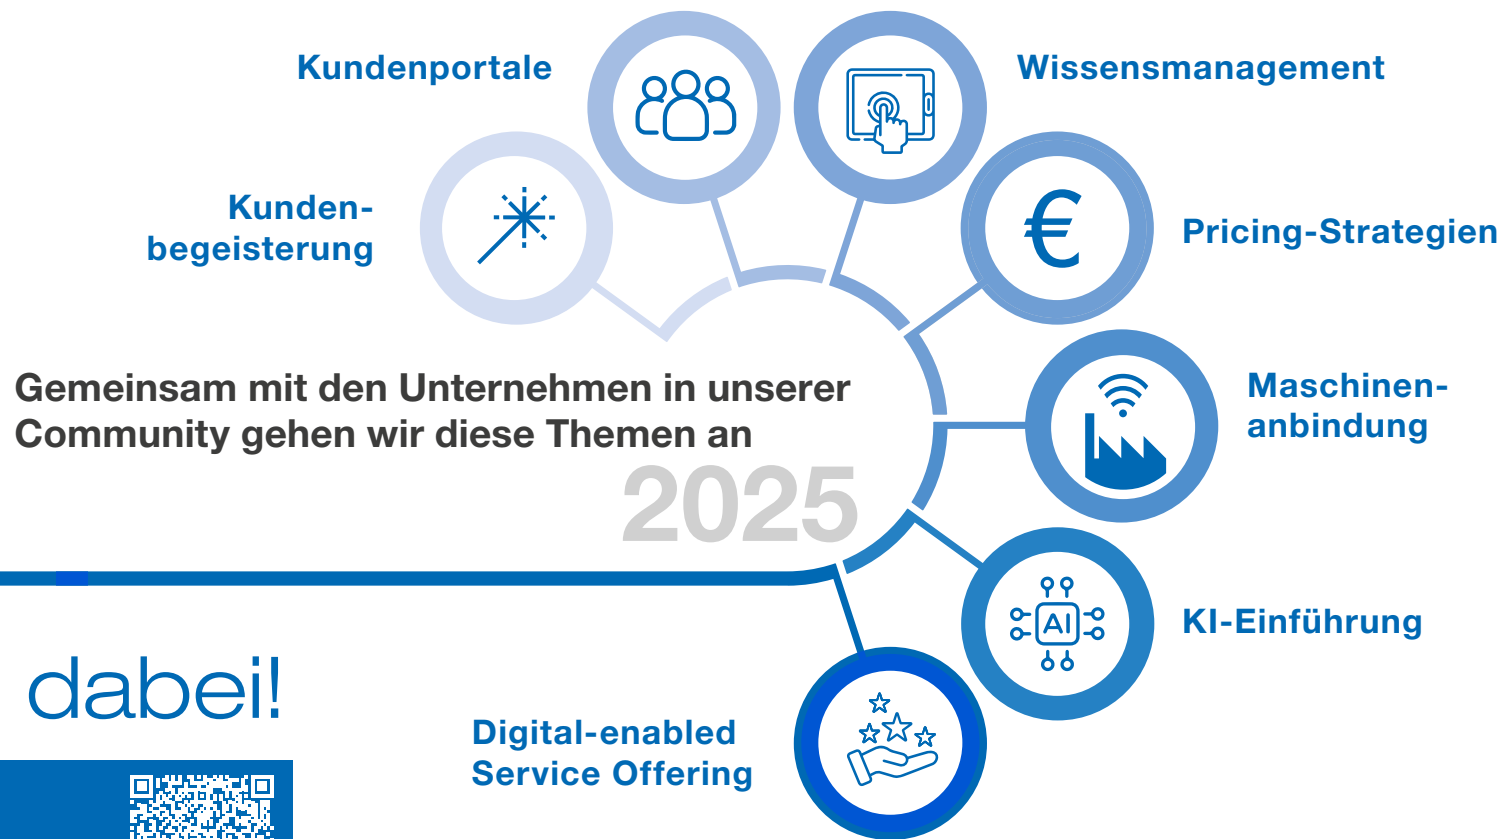 Kundenportale
Wissensmanagement
Kunden-
begeisterung
€
Pricing-Strategien
Gemeinsam mit den Unternehmen in unserer
Community gehen wir diese Themen an
2025
Maschinen-
anbindung
AI
KI-Einführung
dabei!
Digital-enabled
Service Offering